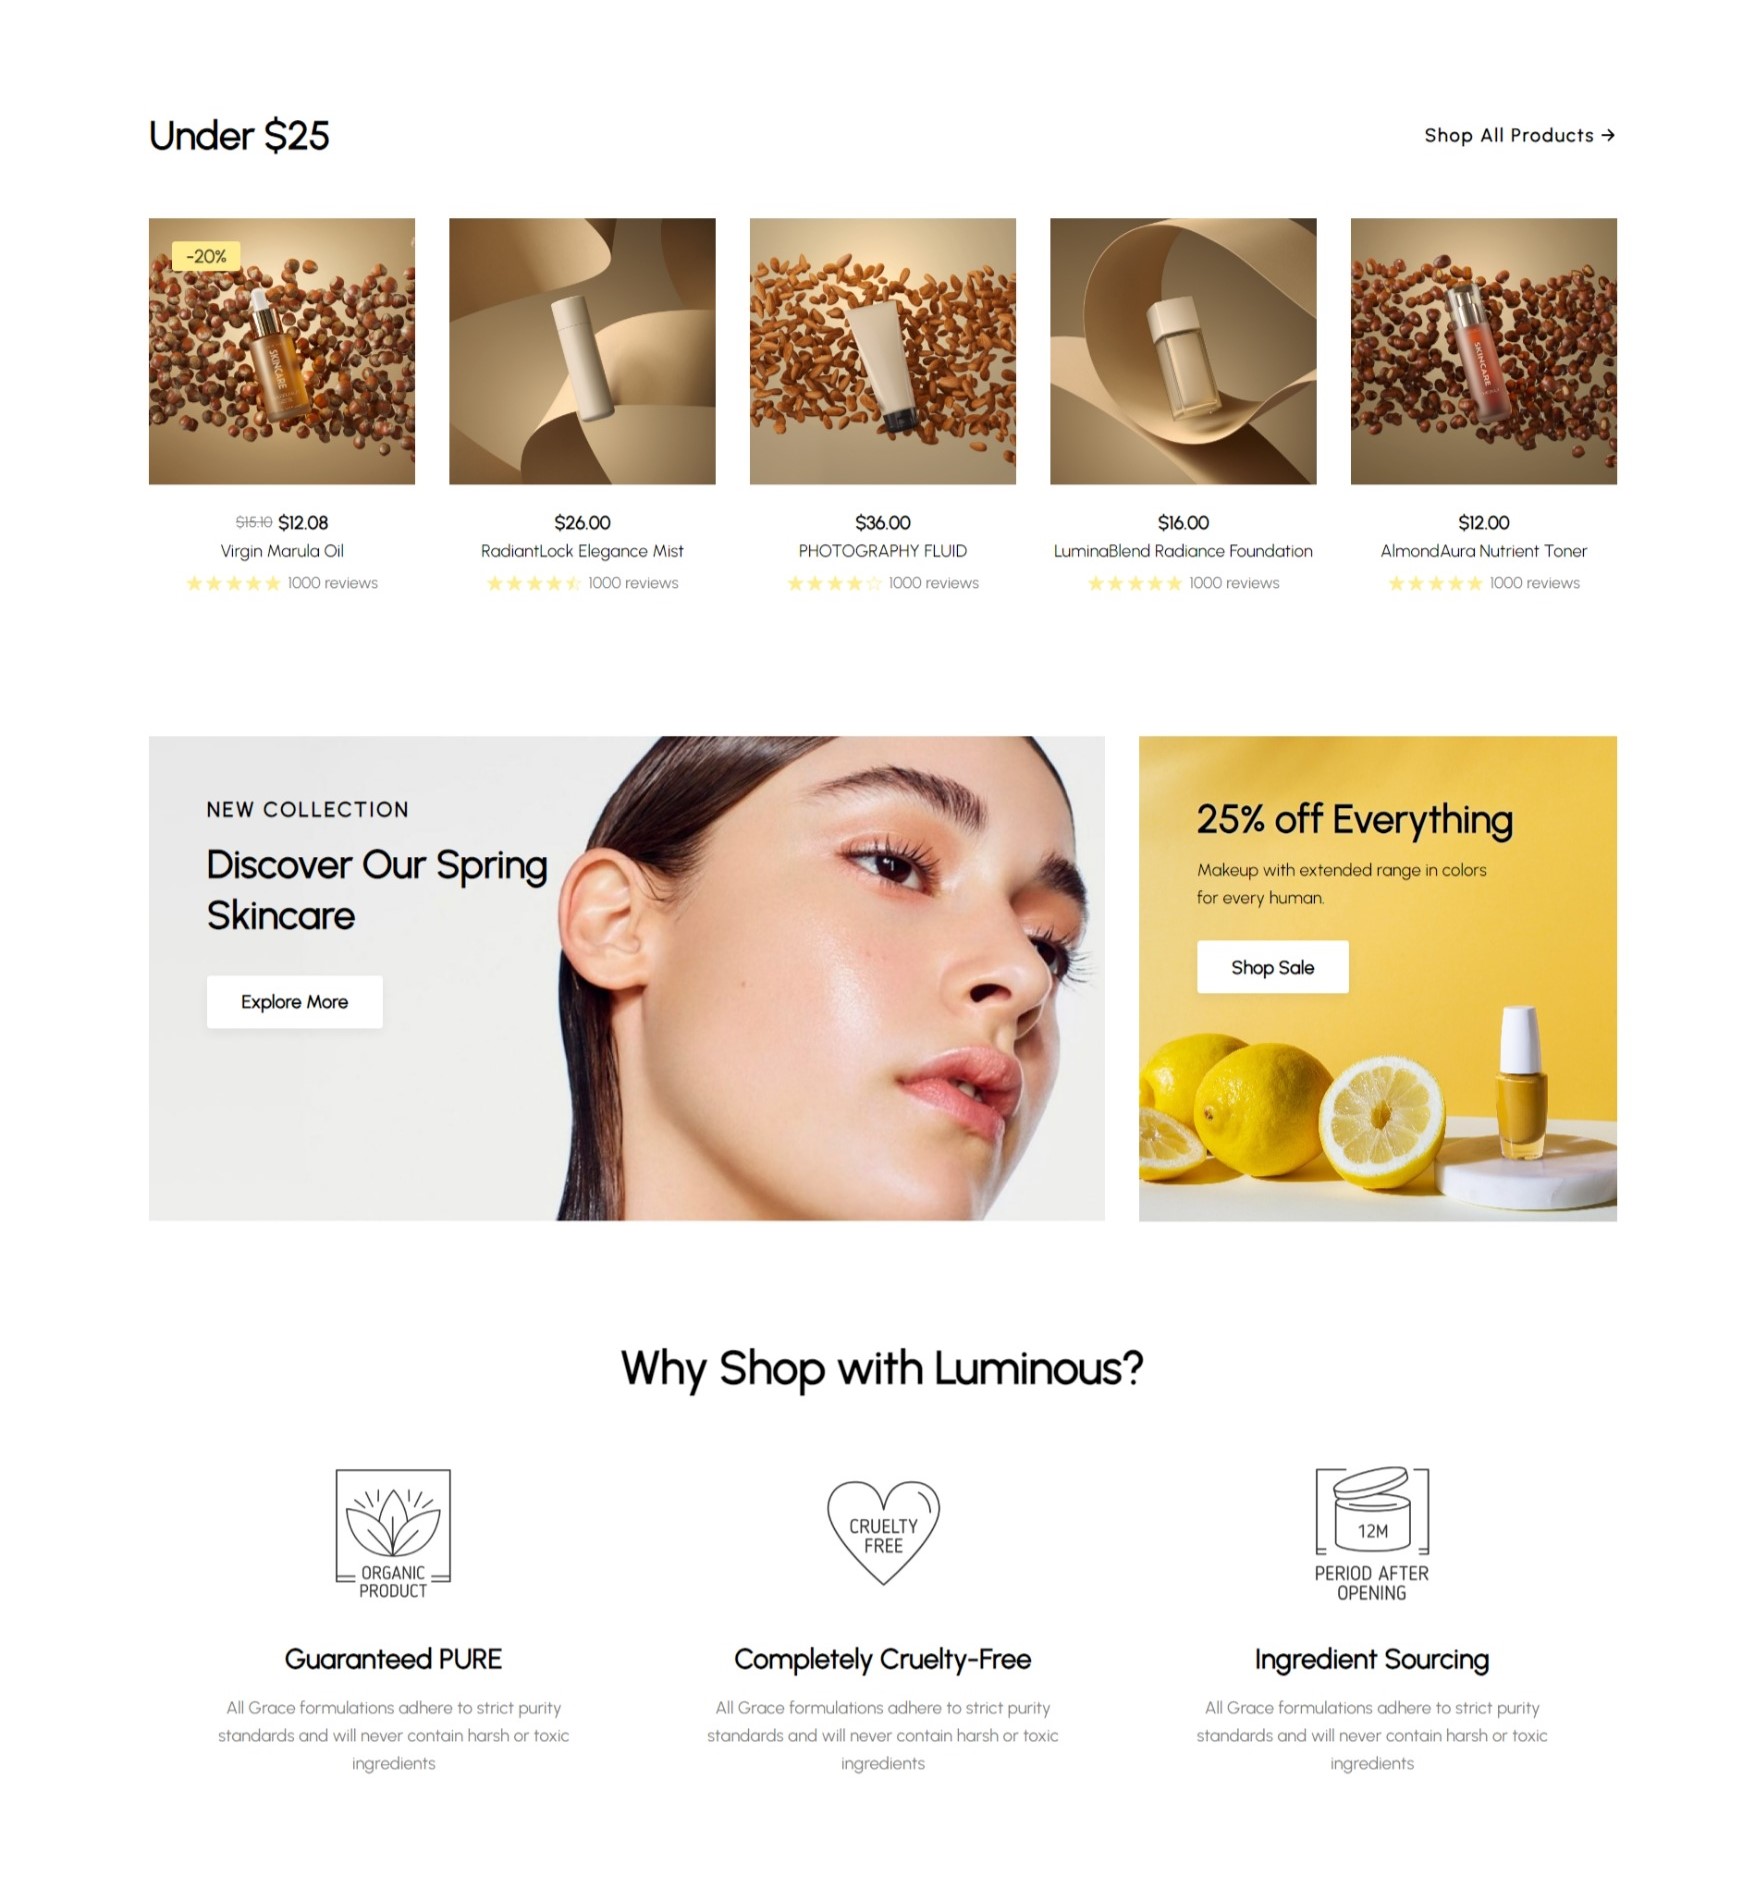 Under $25
Shop All Products →
-20%
SKINCARE
SKINCARE
$15.10 $12.08
$26.00
$36.00
$16.00
$12.00
Virgin Marula Oil
RadiantLock Elegance Mist
PHOTOGRAPHY FLUID
LuminaBlend Radiance Foundation
AlmondAura Nutrient Toner
1000 reviews
1000 reviews
1000 reviews
1000 reviews
1000 reviews
NEW COLLECTION
Discover Our Spring
Skincare
Explore More
25% off Everything
Makeup with extended range in colors
for every human.
Shop Sale
Why Shop with Luminous?
ORGANIC
PRODUCT
CRUELTY
FREE
12M
PERIOD AFTER
OPENING
Guaranteed PURE
All Grace formulations adhere to strict purity
standards and will never contain harsh or toxic
ingredients
Completely Cruelty-Free
All Grace formulations adhere to strict purity
standards and will never contain harsh or toxic
ingredients
Ingredient Sourcing
All Grace formulations adhere to strict purity
standards and will never contain harsh or toxic
ingredients